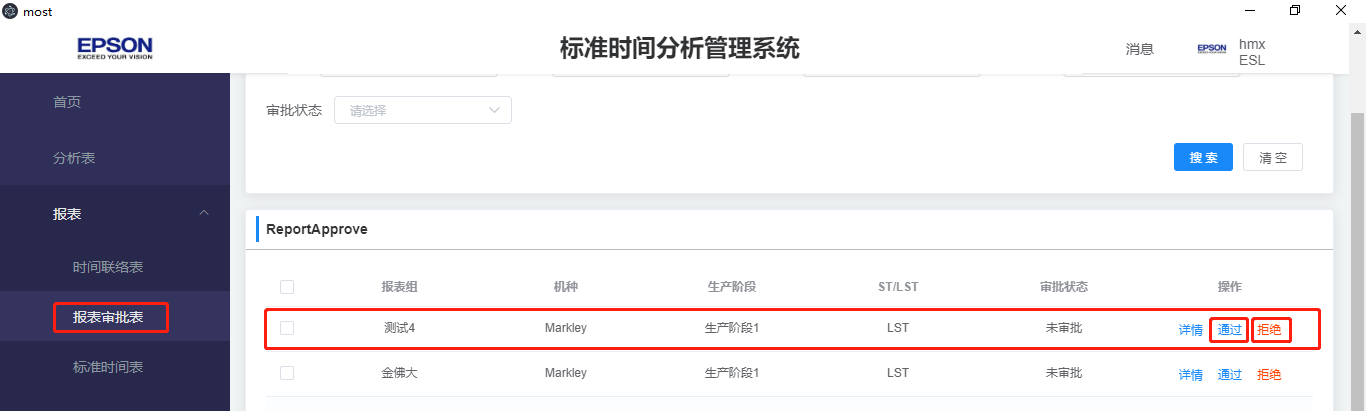 most
EPSON
EXCEED YOUR VISION
标准时间分析管理系统
消息
EPSON
hmx
ESL
首页
分析表
报表
时间联络表
报表审批表
标准时间表
审批状态 请选择
搜索 清空
ReportApprove
报表组 机种 生产阶段 ST/LST 审批状态 操作
测试4 Markley 生产阶段1 LST 未审批 详情 通过 拒绝
金佛大 Markley 生产阶段1 LST 未审批 详情 通过 拒绝